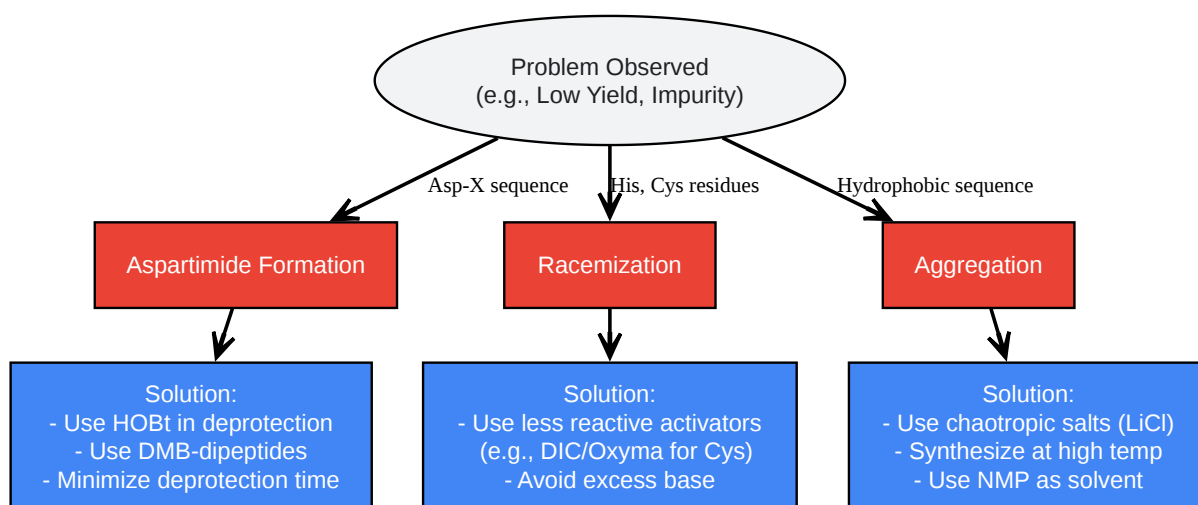 Problem Observed
(e.g., Low Yield, Impurity)
Asp-X sequence
His, Cys residues
Hydrophobic sequence
Aspartimide Formation
Racemization
Aggregation
Solution:
- Use HOBt in deprotection
- Use DMB-dipeptides
- Minimize deprotection time
Solution:
- Use less reactive activators
(e.g., DIC/Oxyma for Cys)
- Avoid excess base
Solution:
- Use chaotropic salts (LiCl)
- Synthesize at high temp
- Use NMP as solvent